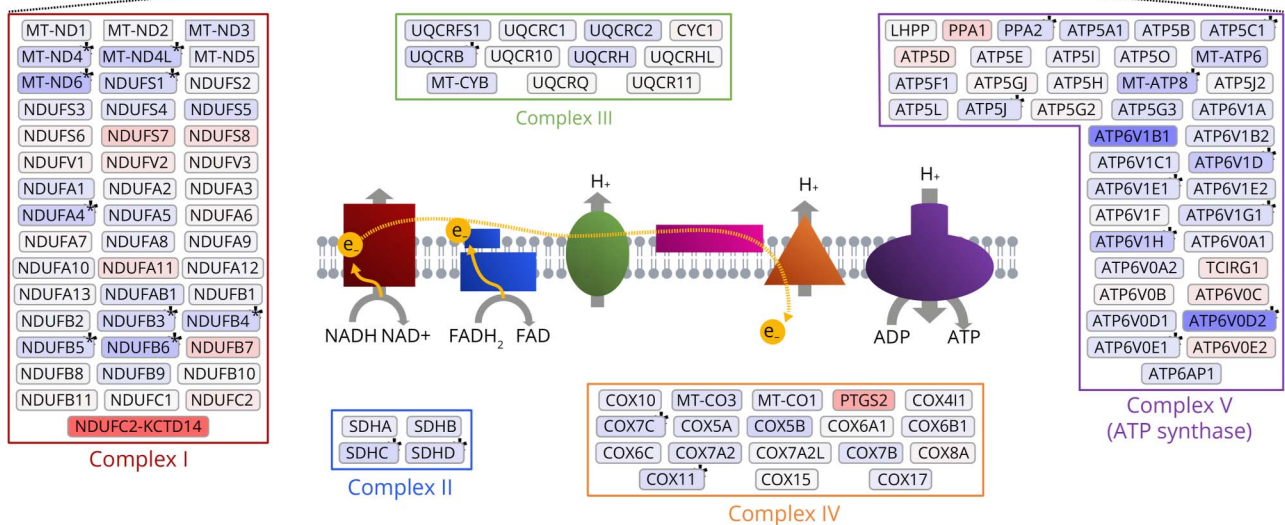 MT-ND1 MT-ND2 MT-ND3
MT-ND4* MT-ND4L* MT-ND5
MT-ND6* NDUFS1* NDUFS2
NDUFS3 NDUFS4 NDUFS5
NDUFS6 NDUFS7 NDUFS8
NDUFV1 NDUFV2 NDUFV3
NDUFA1 NDUFA2 NDUFA3
NDUFA4* NDUFA5 NDUFA6
NDUFA7 NDUFA8 NDUFA9
NDUFA10 NDUFA11 NDUFA12
NDUFA13 NDUFAB1 NDUFB1
NDUFB2 NDUFB3* NDUFB4*
NDUFB5* NDUFB6* NDUFB7
NDUFB8 NDUFB9 NDUFB10
NDUFB11 NDUFC1 NDUFC2
NDUFC2-KCTD14
Complex I
UQCRFS1 UQCRC1 UQCRC2 CYC1
UQCRB* UQCR10 UQCRH UQCRHL
MT-CYB UQCRQ UQCR11
Complex III
LHPP PPA1 PPA2* ATP5A1 ATP5B ATP5C1*
ATP5D ATP5E ATP5I ATP5O MT-ATP6
ATP5F1 ATP5GJ ATP5H MT-ATP8* ATP5J2
ATP5L ATP5J* ATP5G2 ATP5G3 ATP6V1A
ATP6V1B1 ATP6V1B2
ATP6V1C1 ATP6V1D*
ATP6V1E1* ATP6V1E2
ATP6V1F ATP6V1G1*
ATP6V1H* ATP6V0A1
ATP6V0A2 TCIRG1
ATP6V0B ATP6V0C
ATP6V0D1 ATP6V0D2*
ATP6V0E1* ATP6V0E2
ATP6AP1
Complex V
(ATP synthase)
H+ H+ H+
e- e-
e-
NADH NAD+ FADH2 FAD ADP ATP
SDHA SDHB
SDHC* SDHD*
Complex II
COX10 MT-CO3 MT-CO1 PTGS2 COX4I1
COX7C* COX5A COX5B COX6A1 COX6B1
COX6C COX7A2 COX7A2L COX7B COX8A
COX11* COX15 COX17
Complex IV